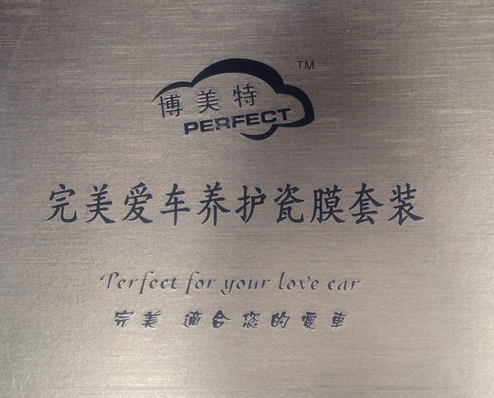 TM
博美特
PERFECT
完美爱车养护瓷膜套装
Perfect for your love car
完美 適合您的愛車